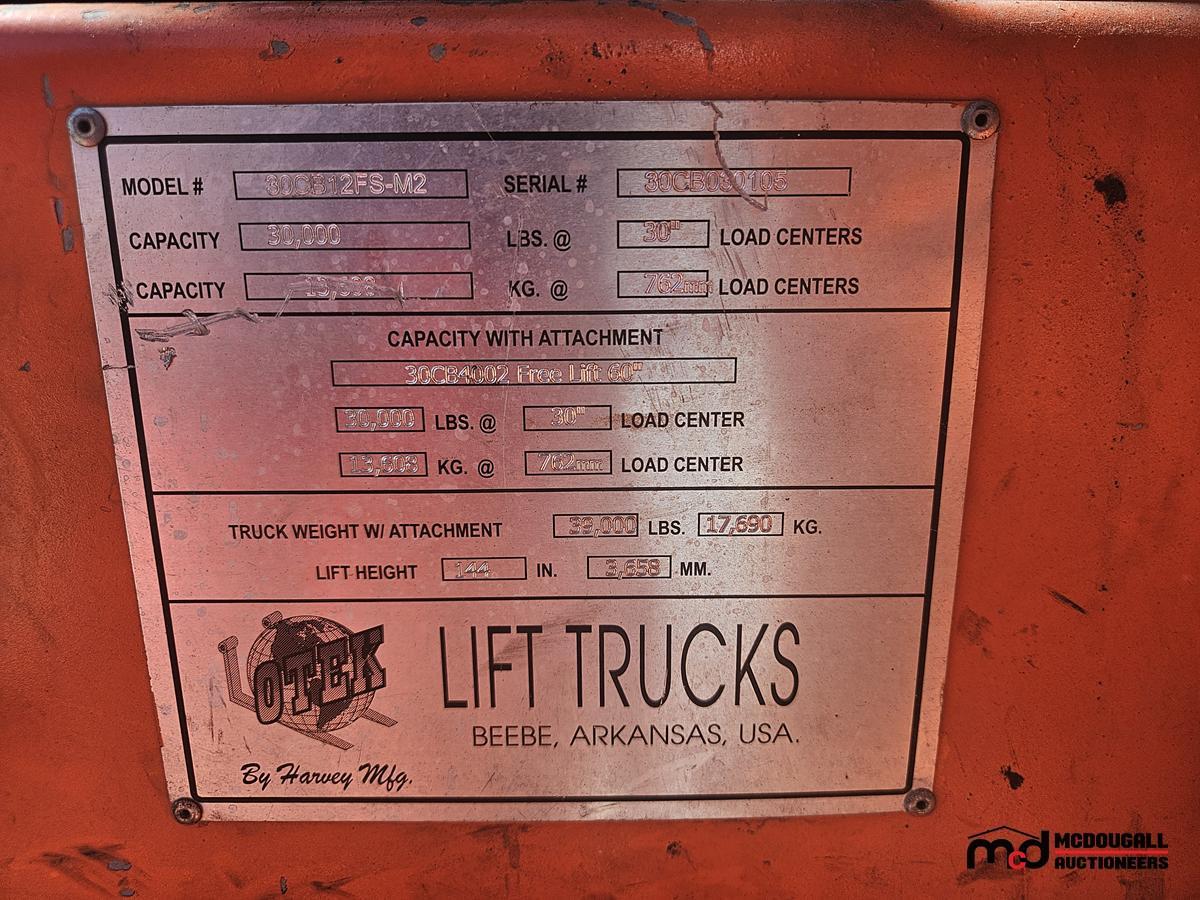 MODEL # 30CB12FS-M2 SERIAL # 30CB030105
CAPACITY 30,000 LBS. @ 30" LOAD CENTERS
CAPACITY KG. @ 762mm LOAD CENTERS
CAPACITY WITH ATTACHMENT
30CB4002 Free Lift 60"
30,000 LBS. @ 30" LOAD CENTER
13,608 KG. @ 762mm LOAD CENTER
TRUCK WEIGHT W/ ATTACHMENT 39,000 LBS. 17,690 KG.
LIFT HEIGHT 144 IN. 3,658 MM.
LOTEK LIFT TRUCKS
BEEBE, ARKANSAS, USA.
By Harvey Mfg.
mcd MCDOUGALL
AUCTIONEERS